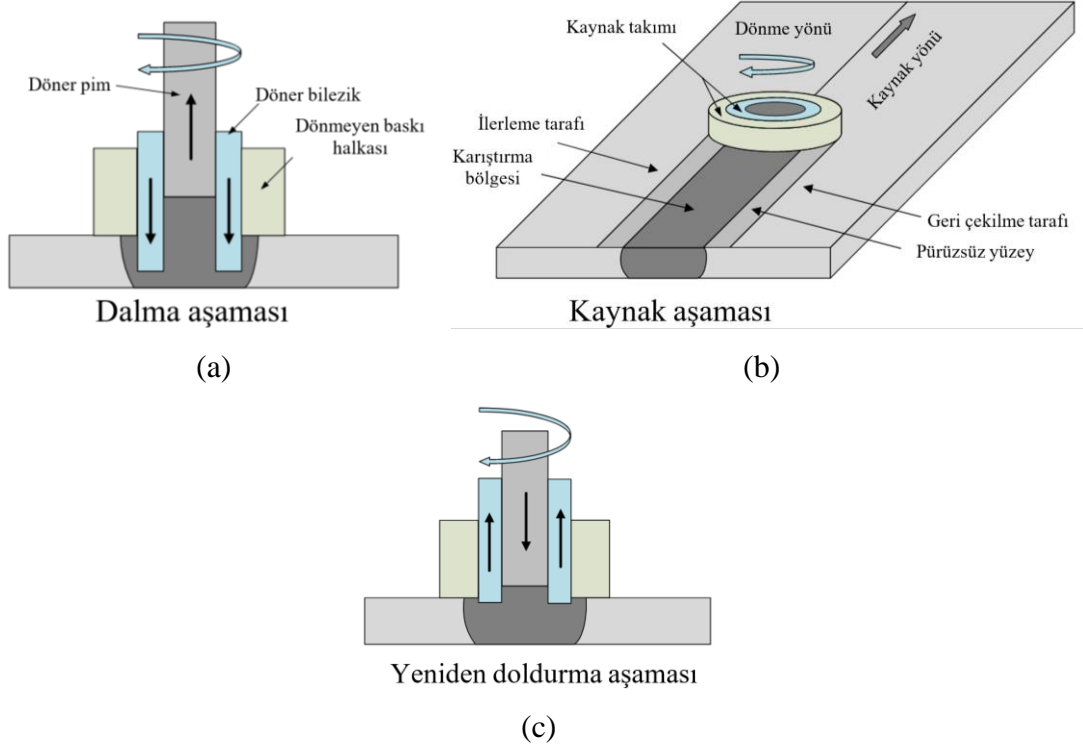 Döner pim
Döner bilezik
Dönmeyen baskı
halkası
Dalma aşaması
(a)
Kaynak takımı
Dönme yönü
Kaynak yönü
İlerleme tarafı
Karıştırma
bölgesi
Geri çekilme tarafı
Pürüzsüz yüzey
Kaynak aşaması
(b)
Yeniden doldurma aşaması
(c)